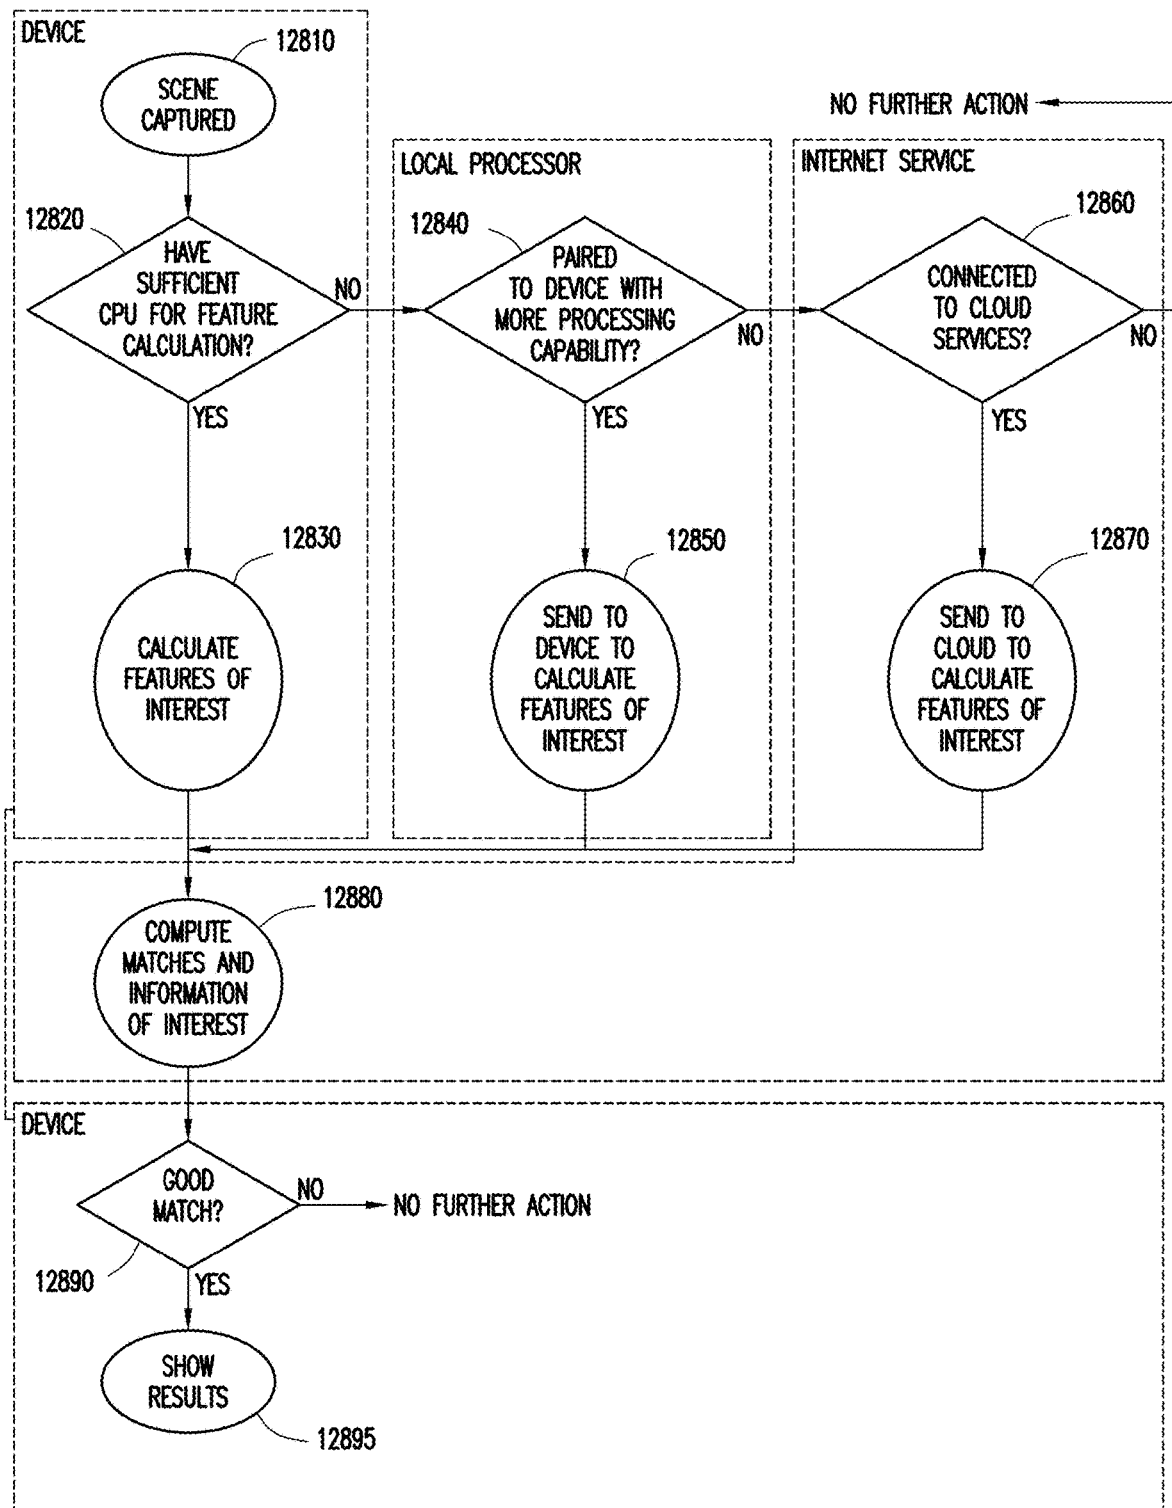 DEVICE
12810
SCENE
CAPTURED
NO FURTHER ACTION
LOCAL PROCESSOR
INTERNET SERVICE
12820
HAVE
SUFFICIENT
CPU FOR FEATURE
CALCULATION?
NO
YES
12840
PAIRED
TO DEVICE WITH
MORE PROCESSING
CAPABILITY?
NO
YES
12860
CONNECTED
TO CLOUD
SERVICES?
NO
YES
12830
CALCULATE
FEATURES OF
INTEREST
12850
SEND TO
DEVICE TO
CALCULATE
FEATURES OF
INTEREST
12870
SEND TO
CLOUD TO
CALCULATE
FEATURES OF
INTEREST
12880
COMPUTE
MATCHES AND
INFORMATION
OF INTEREST
DEVICE
GOOD
MATCH?
NO
NO FURTHER ACTION
12890
YES
SHOW
RESULTS
12895